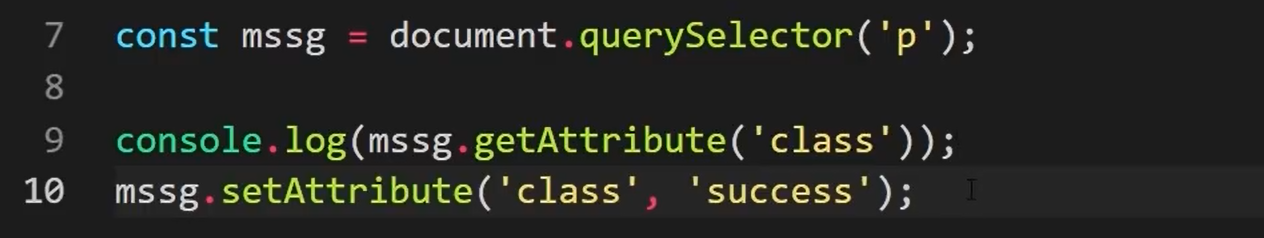 7 const mssg = document.querySelector('p');
8
9 console.log(mssg.getAttribute('class'));
10 mssg.setAttribute('class', 'success');